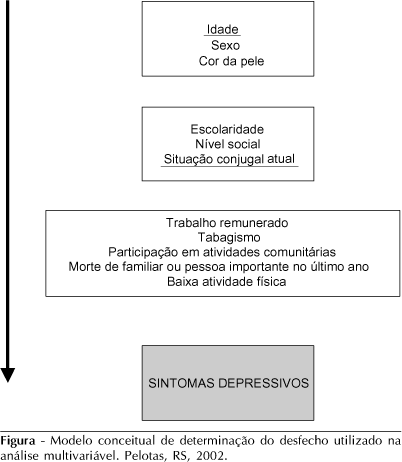 Idade
Sexo
Cor da pele
Escolaridade
Nível social
Situação conjugal atual
Trabalho remunerado
Tabagismo
Participação em atividades comunitárias
Morte de familiar ou pessoa importante no último ano
Baixa atividade física
SINTOMAS DEPRESSIVOS
Figura - Modelo conceitual de determinação do desfecho utilizado na
análise multivariável. Pelotas, RS, 2002.